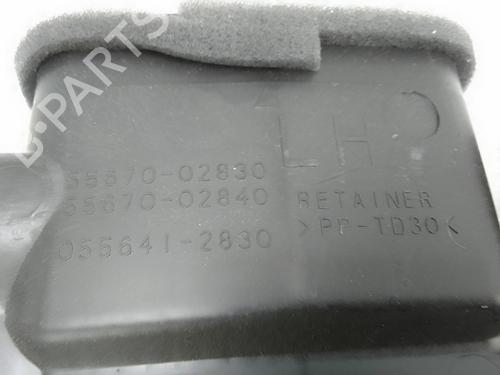 LH
55670-02830
55670-02840
RETAINER
055641-2830
>PP-TD30<
B-PARTS